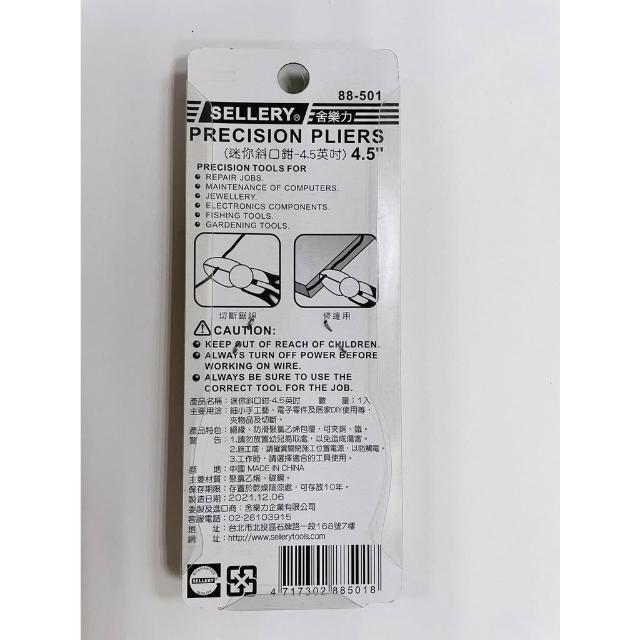 88-501
SELLERY® 舍樂力
PRECISION PLIERS
(迷你斜口鉗-4.5英吋) 4.5"
PRECISION TOOLS FOR
• REPAIR JOBS.
• MAINTENANCE OF COMPUTERS.
• JEWELLERY.
• ELECTRONICS COMPONENTS.
• FISHING TOOLS.
• GARDENING TOOLS.
切斷鋸線 修邊用
⚠CAUTION:
• KEEP OUT OF REACH OF CHILDREN.
• ALWAYS TURN OFF POWER BEFORE
WORKING ON WIRE.
• ALWAYS BE SURE TO USE THE
CORRECT TOOL FOR THE JOB.
產品名稱:迷你斜口鉗-4.5英吋 數量:1入
主要用途:細小手工藝、電子零件及居家DIY使用等,
夾物品及切斷。
產品特色:絕緣、防滑聚氯乙烯包覆,可夾銅、鐵。
警告:1.請勿放置幼兒易取處,以免造成傷害。
2.施工前,請確實關閉施工位置電源,以防觸電。
3.工作時,請選擇適合的工具使用。
產地:中國 MADE IN CHINA
主要材質:聚氯乙烯、碳鋼。
保存期限:存置於乾燥陰涼處,可存放10年。
製造日期:2021.12.06
委製及進口商:舍樂力企業有限公司
客服電話:02-26103915
地址:台北市北投區石牌路一段168號7樓
網址:http://www.sellerytools.com
SELLERY
4 717302 885018